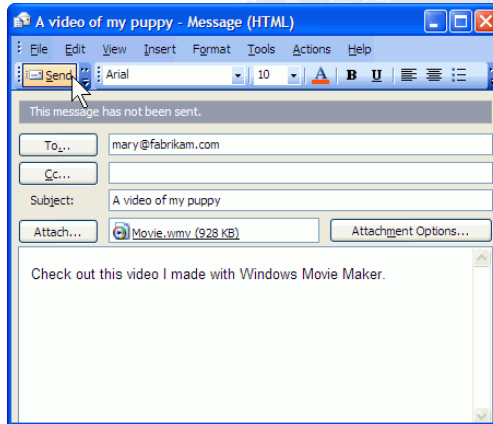 A video of my puppy - Message (HTML)
File Edit View Insert Format Tools Actions Help
Send Arial 10 A B U
This message has not been sent.
To... mary@fabrikam.com
Cc...
Subject: A video of my puppy
Attach... Movie.wmv (928 KB) Attachment Options...
Check out this video I made with Windows Movie Maker.